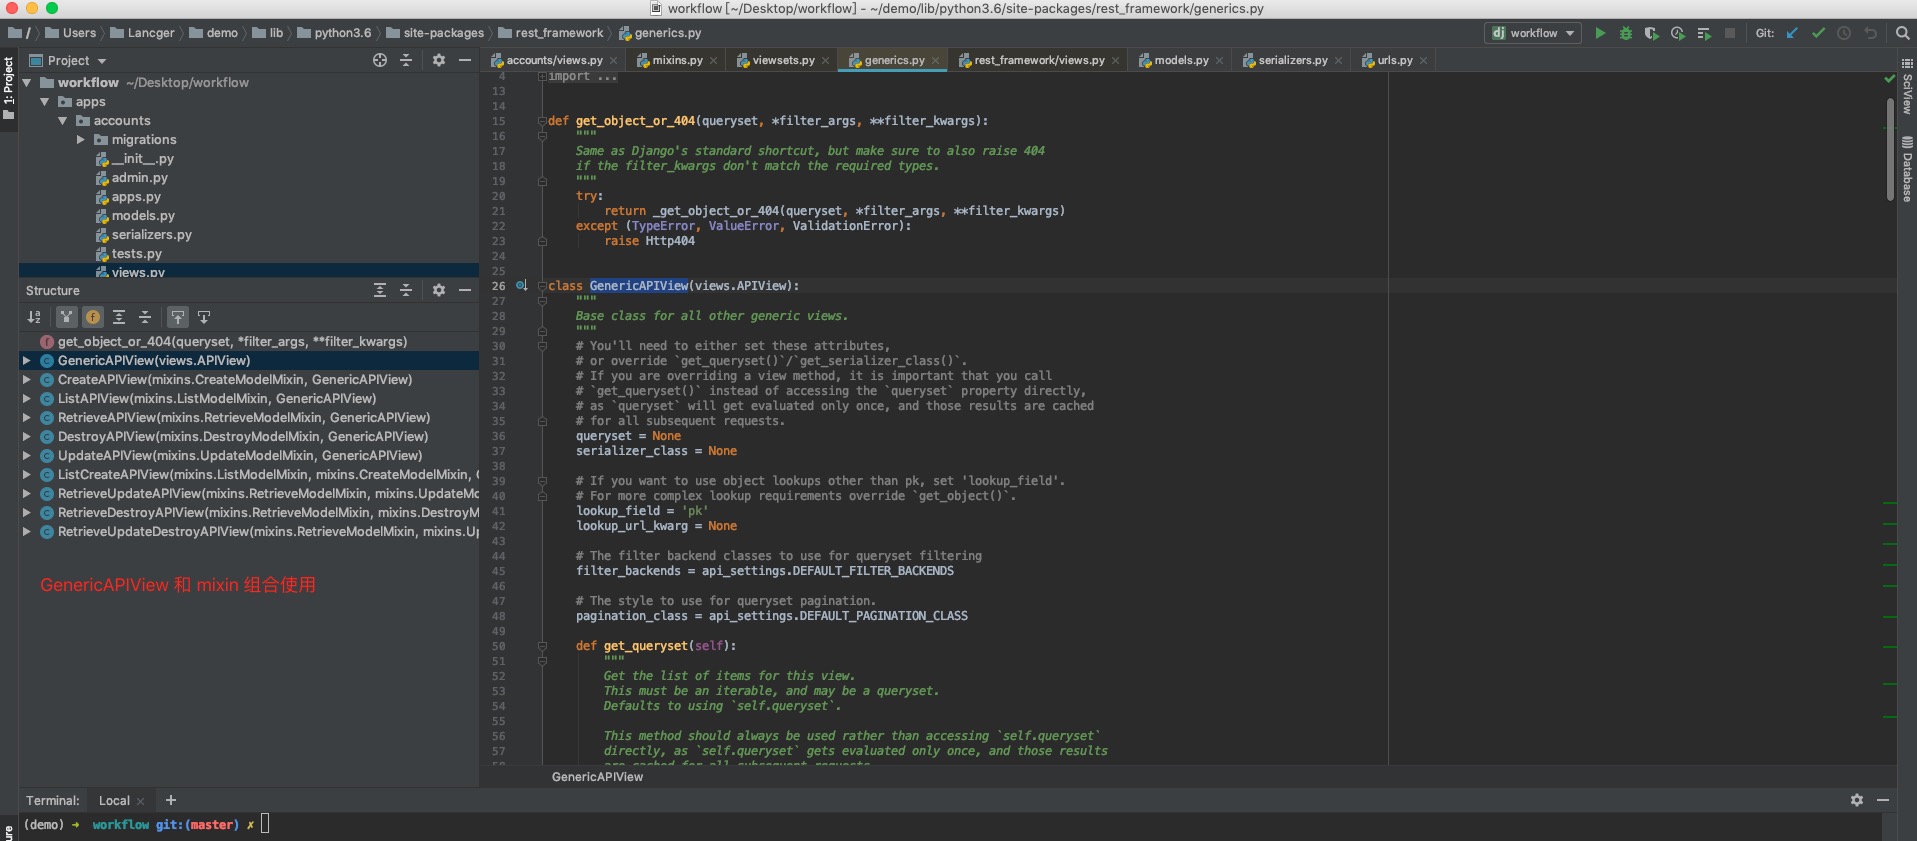 workflow [~/Desktop/workflow] - ~/demo/lib/python3.6/site-packages/rest_framework/generics.py
/ Users Lancger demo lib python3.6 site-packages rest_framework generics.py
workflow Git:
1: Project
Project
accounts/views.py mixins.py viewsets.py generics.py rest_framework/views.py models.py serializers.py urls.py
workflow ~/Desktop/workflow
apps
accounts
migrations
__init__.py
admin.py
apps.py
models.py
serializers.py
tests.py
views.py
Structure
get_object_or_404(queryset, *filter_args, **filter_kwargs)
GenericAPIView(views.APIView)
CreateAPIView(mixins.CreateModelMixin, GenericAPIView)
ListAPIView(mixins.ListModelMixin, GenericAPIView)
RetrieveAPIView(mixins.RetrieveModelMixin, GenericAPIView)
DestroyAPIView(mixins.DestroyModelMixin, GenericAPIView)
UpdateAPIView(mixins.UpdateModelMixin, GenericAPIView)
ListCreateAPIView(mixins.ListModelMixin, mixins.CreateModelMixin,
RetrieveUpdateAPIView(mixins.RetrieveModelMixin, mixins.UpdateMo
RetrieveDestroyAPIView(mixins.RetrieveModelMixin, mixins.DestroyM
RetrieveUpdateDestroyAPIView(mixins.RetrieveModelMixin, mixins.Up
GenericAPIView 和 mixin 组合使用
4 import ...
13
14
15 def get_object_or_404(queryset, *filter_args, **filter_kwargs):
16 """
17 Same as Django's standard shortcut, but make sure to also raise 404
18 if the filter_kwargs don't match the required types.
19 """
20 try:
21 return _get_object_or_404(queryset, *filter_args, **filter_kwargs)
22 except (TypeError, ValueError, ValidationError):
23 raise Http404
24
25
26 class GenericAPIView(views.APIView):
27 """
28 Base class for all other generic views.
29 """
30 # You'll need to either set these attributes,
31 # or override `get_queryset()`/`get_serializer_class()`.
32 # If you are overriding a view method, it is important that you call
33 # `get_queryset()` instead of accessing the `queryset` property directly,
34 # as `queryset` will get evaluated only once, and those results are cached
35 # for all subsequent requests.
36 queryset = None
37 serializer_class = None
38
39 # If you want to use object lookups other than pk, set 'lookup_field'.
40 # For more complex lookup requirements override `get_object()`.
41 lookup_field = 'pk'
42 lookup_url_kwarg = None
43
44 # The filter backend classes to use for queryset filtering
45 filter_backends = api_settings.DEFAULT_FILTER_BACKENDS
46
47 # The style to use for queryset pagination.
48 pagination_class = api_settings.DEFAULT_PAGINATION_CLASS
49
50 def get_queryset(self):
51 """
52 Get the list of items for this view.
53 This must be an iterable, and may be a queryset.
54 Defaults to using `self.queryset`.
55
56 This method should always be used rather than accessing `self.queryset`
57 directly, as `self.queryset` gets evaluated only once, and those results
58 are cached for all subsequent requests.
GenericAPIView
SciView
Database
Terminal: Local +
(demo) → workflow git:(master) ✗